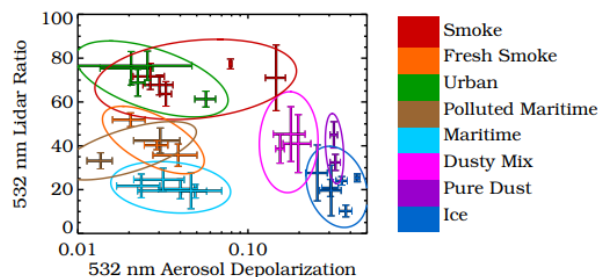 100
80
60
40
20
0
0.01
0.10
532 nm Lidar Ratio
532 nm Aerosol Depolarization
Smoke
Fresh Smoke
Urban
Polluted Maritime
Maritime
Dusty Mix
Pure Dust
Ice